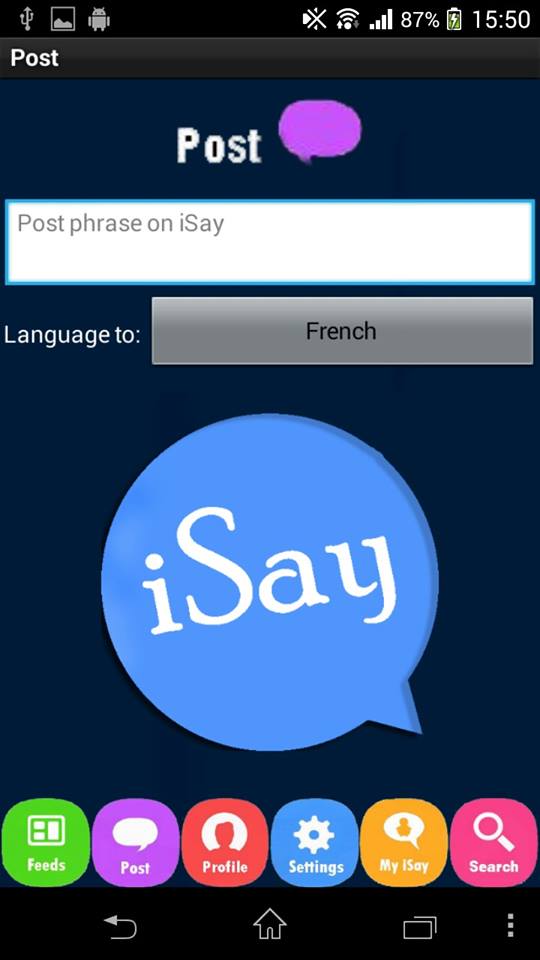 87% 15:50
Post
Post
Post phrase on iSay
Language to: French
iSay
Feeds Post Profile Settings My iSay Search